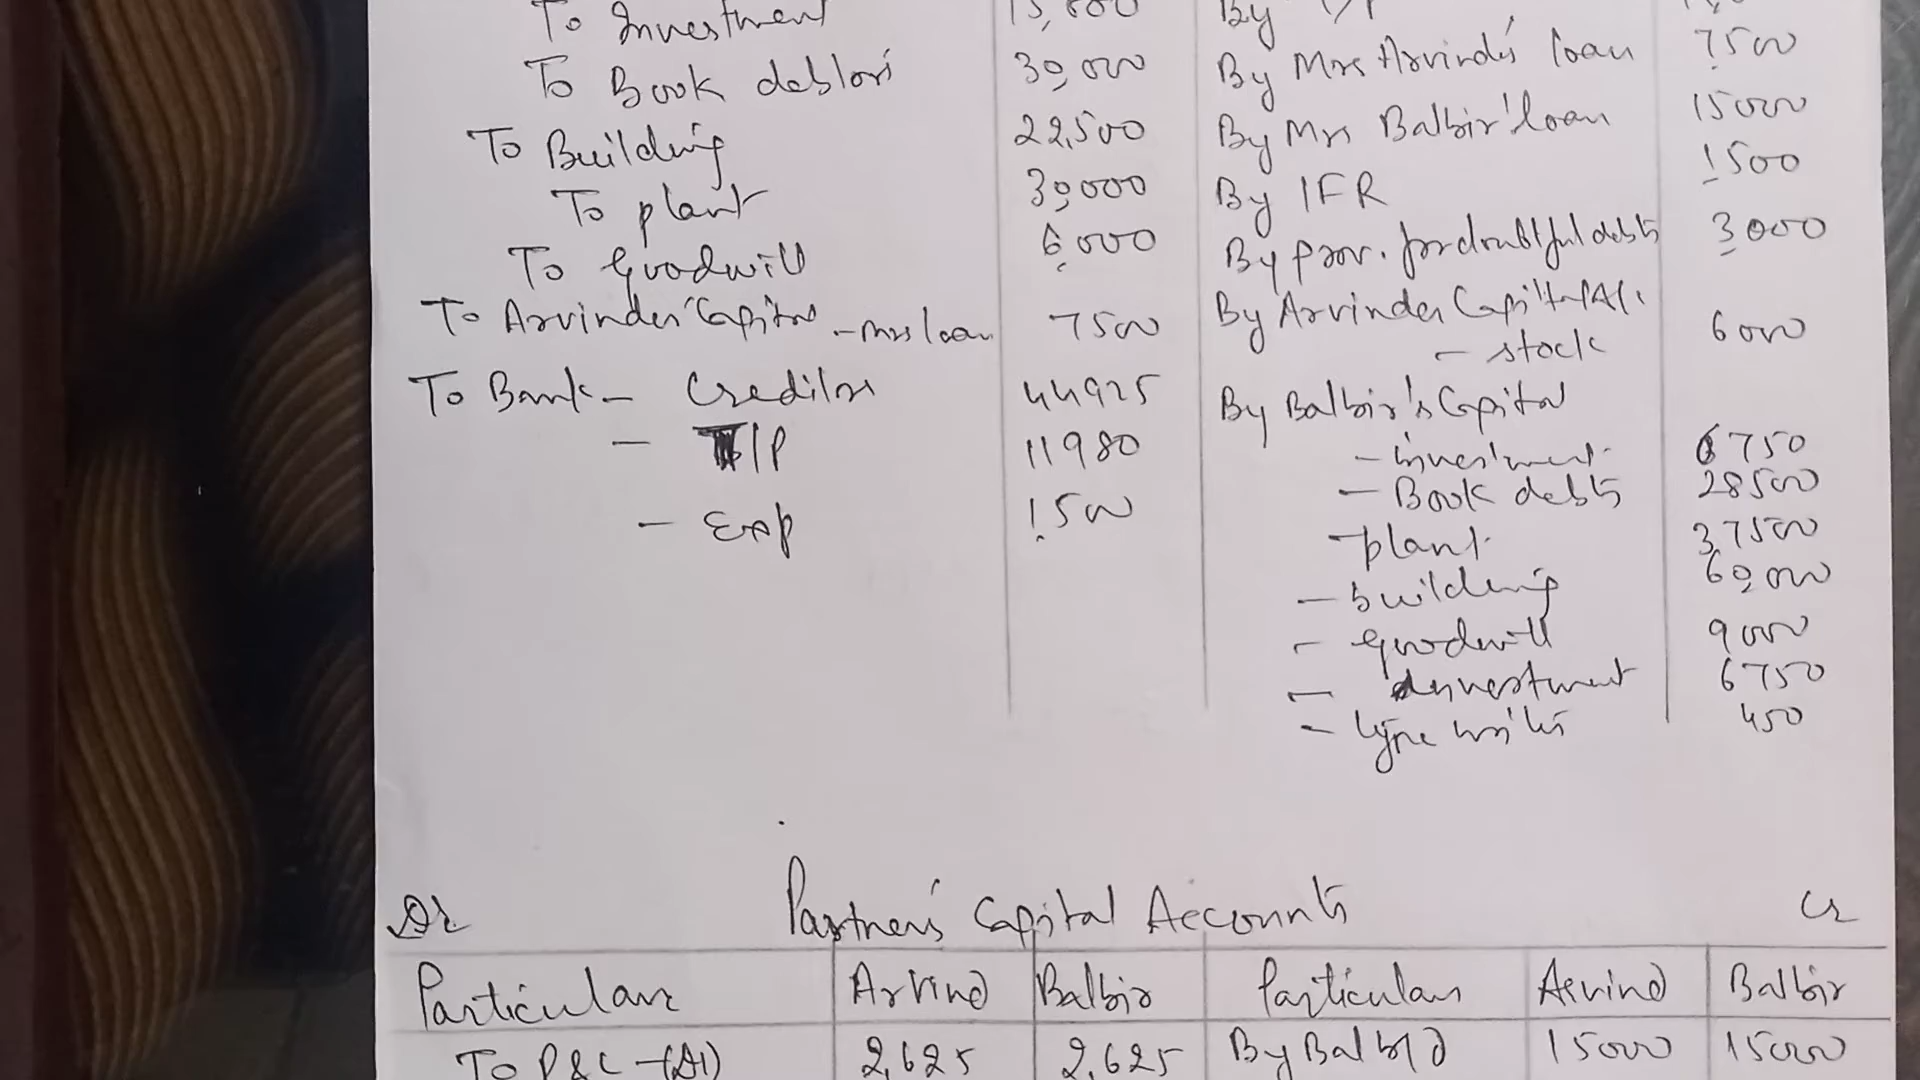 To Investment 15,000 By
To Book debtors 30,000 By Mrs Arvind's loan 7500
To Building 22,500 By Mrs Balbir'loan 15000
To plant 30000 By IFR 1500
To Goodwill 6,000 By prov. for doubtful debts 3000
To Arvinder Capital - Mrs loan 7500 By Arvinder Capital A/c - stock 6000
To Bank - Creditors 44925 By Balbir's Capital
- B/P 11980 - investment 6750
- Exp 1500 - Book debts 28500
- plant 37500
- building 60,000
- goodwill 9000
- Investment 6750
- type writer 450
Dr Partners' Capital Accounts Cr
Particulars Arvind Balbir Particulars Arvind Balbir
To P&L 2,625 2,625 By Bal b/d 15000 15000